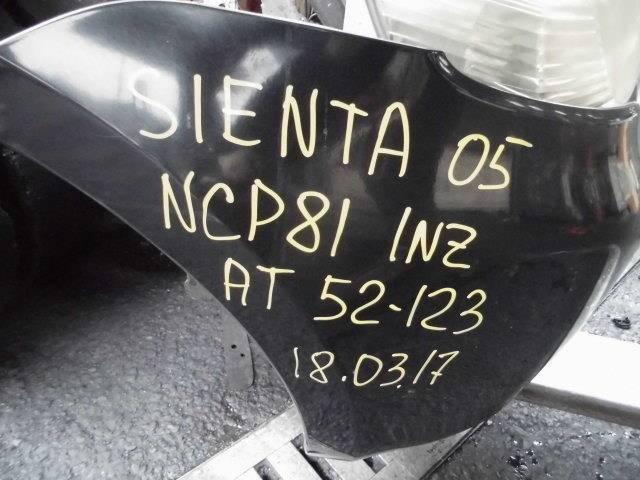 SIENTA 05
NCP81 1NZ
AT 52-123
18.03.17